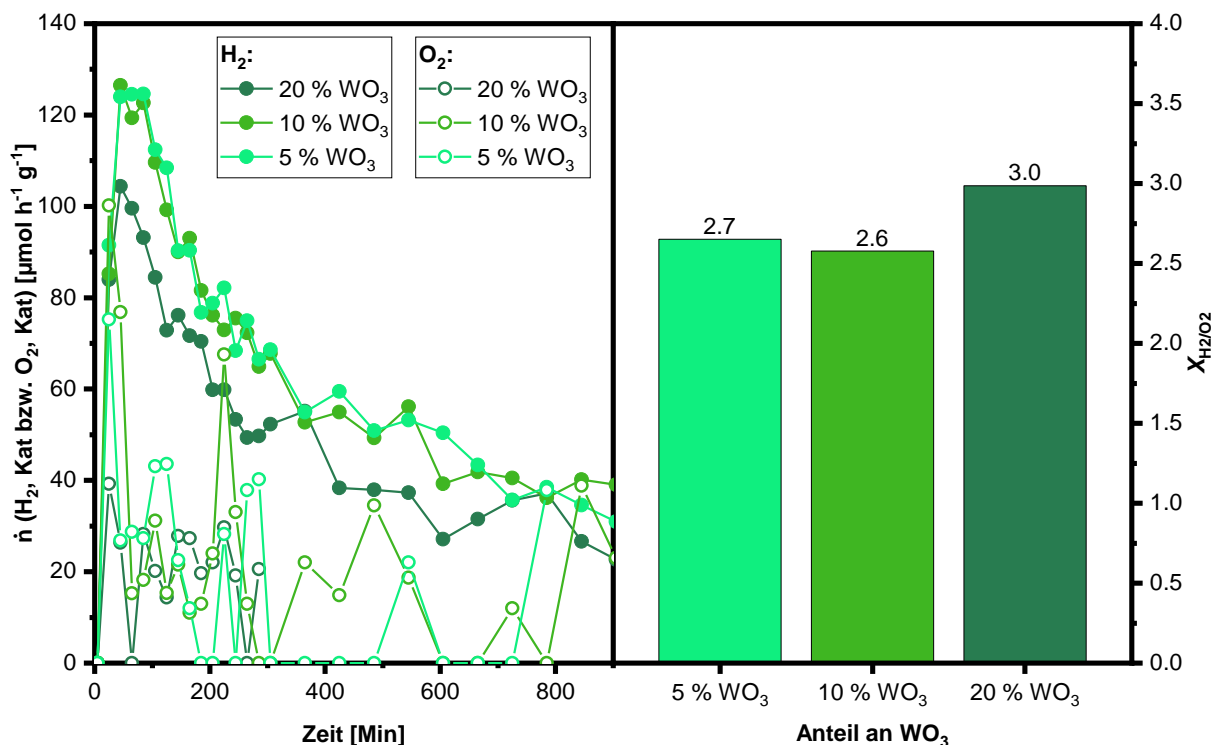 ṅ (H₂, Kat bzw. O₂, Kat) [µmol h⁻¹ g⁻¹]
140
120
100
80
60
40
20
0
H₂:
20 % WO₃
10 % WO₃
5 % WO₃
O₂:
20 % WO₃
10 % WO₃
5 % WO₃
0
200
400
600
800
Zeit [Min]
2.7
2.6
3.0
5 % WO₃
10 % WO₃
20 % WO₃
Anteil an WO₃
4.0
3.5
3.0
2.5
2.0
1.5
1.0
0.5
0.0
X_H2/O2